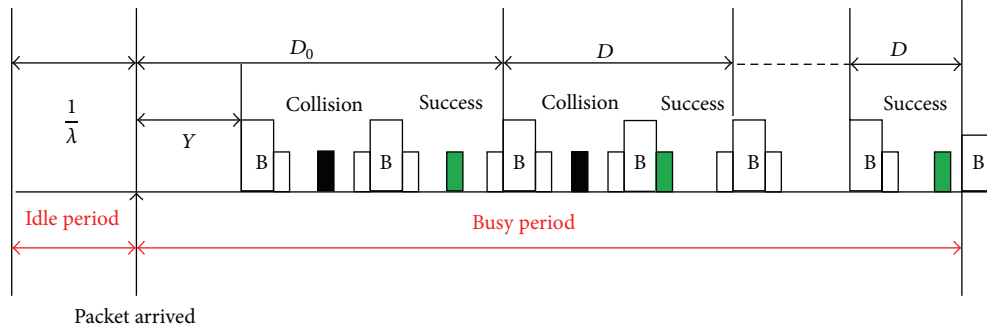 D0
D
D
Collision
Success
Collision
Success
Success
1
λ
Y
B
B
B
B
B
B
B
Idle period
Busy period
Packet arrived